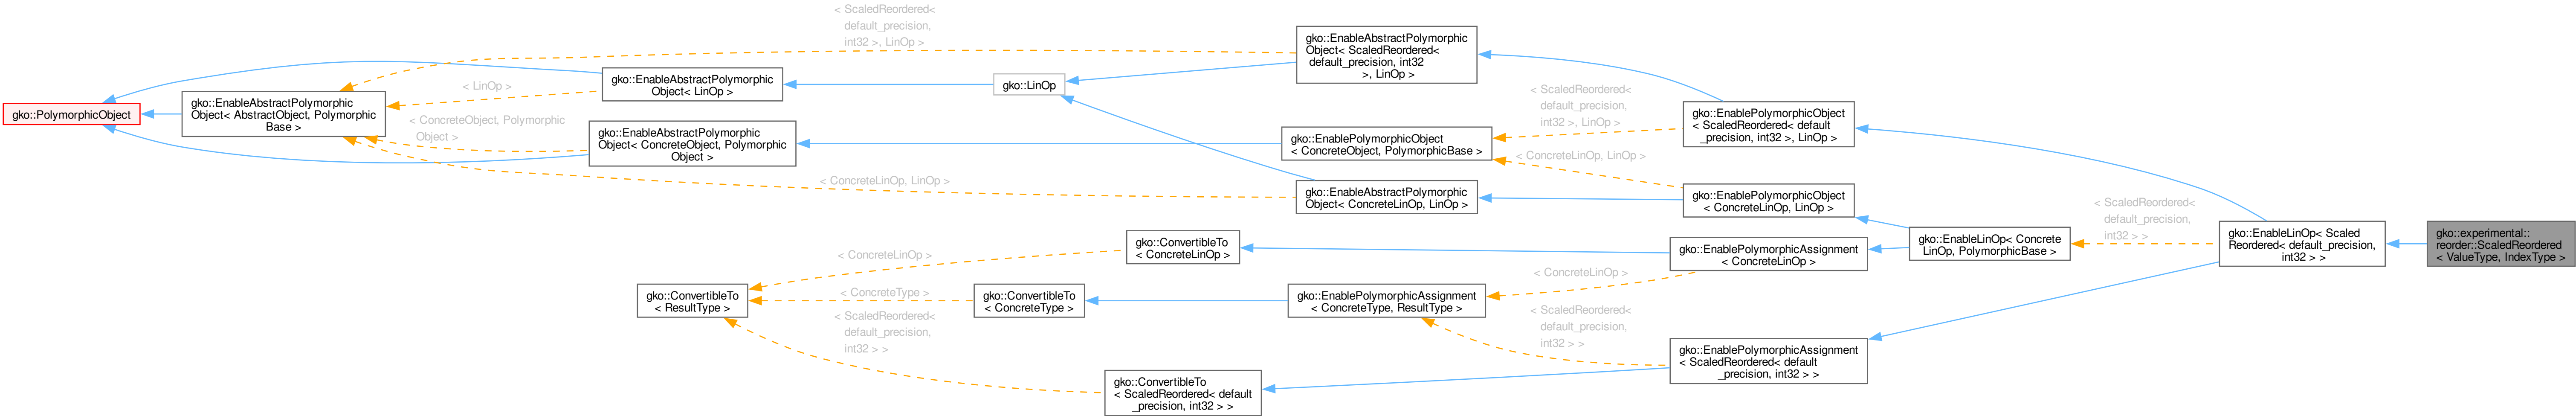 gko::PolymorphicObject
gko::EnableAbstractPolymorphic
Object< AbstractObject, Polymorphic
Base >
< ScaledReordered<
default_precision,
int32 >, LinOp >
< LinOp >
< ConcreteObject, Polymorphic
Object >
< ConcreteLinOp, LinOp >
gko::EnableAbstractPolymorphic
Object< LinOp >
gko::EnableAbstractPolymorphic
Object< ConcreteObject, Polymorphic
Object >
gko::LinOp
gko::EnableAbstractPolymorphic
Object< ScaledReordered<
default_precision, int32
>, LinOp >
gko::EnablePolymorphicObject
< ConcreteObject, PolymorphicBase >
gko::EnableAbstractPolymorphic
Object< ConcreteLinOp, LinOp >
< ScaledReordered<
default_precision,
int32 >, LinOp >
< ConcreteLinOp, LinOp >
gko::EnablePolymorphicObject
< ScaledReordered< default
_precision, int32 >, LinOp >
gko::EnablePolymorphicObject
< ConcreteLinOp, LinOp >
gko::ConvertibleTo
< ResultType >
< ConcreteLinOp >
< ConcreteType >
< ScaledReordered<
default_precision,
int32 > >
gko::ConvertibleTo
< ConcreteLinOp >
gko::ConvertibleTo
< ConcreteType >
gko::ConvertibleTo
< ScaledReordered< default
_precision, int32 > >
gko::EnablePolymorphicAssignment
< ConcreteType, ResultType >
< ConcreteLinOp >
< ScaledReordered<
default_precision,
int32 > >
gko::EnablePolymorphicAssignment
< ConcreteLinOp >
gko::EnablePolymorphicAssignment
< ScaledReordered< default
_precision, int32 > >
gko::EnableLinOp< Concrete
LinOp, PolymorphicBase >
< ScaledReordered<
default_precision,
int32 > >
gko::EnableLinOp< Scaled
Reordered< default_precision,
int32 > >
gko::experimental::
reorder::ScaledReordered
< ValueType, IndexType >